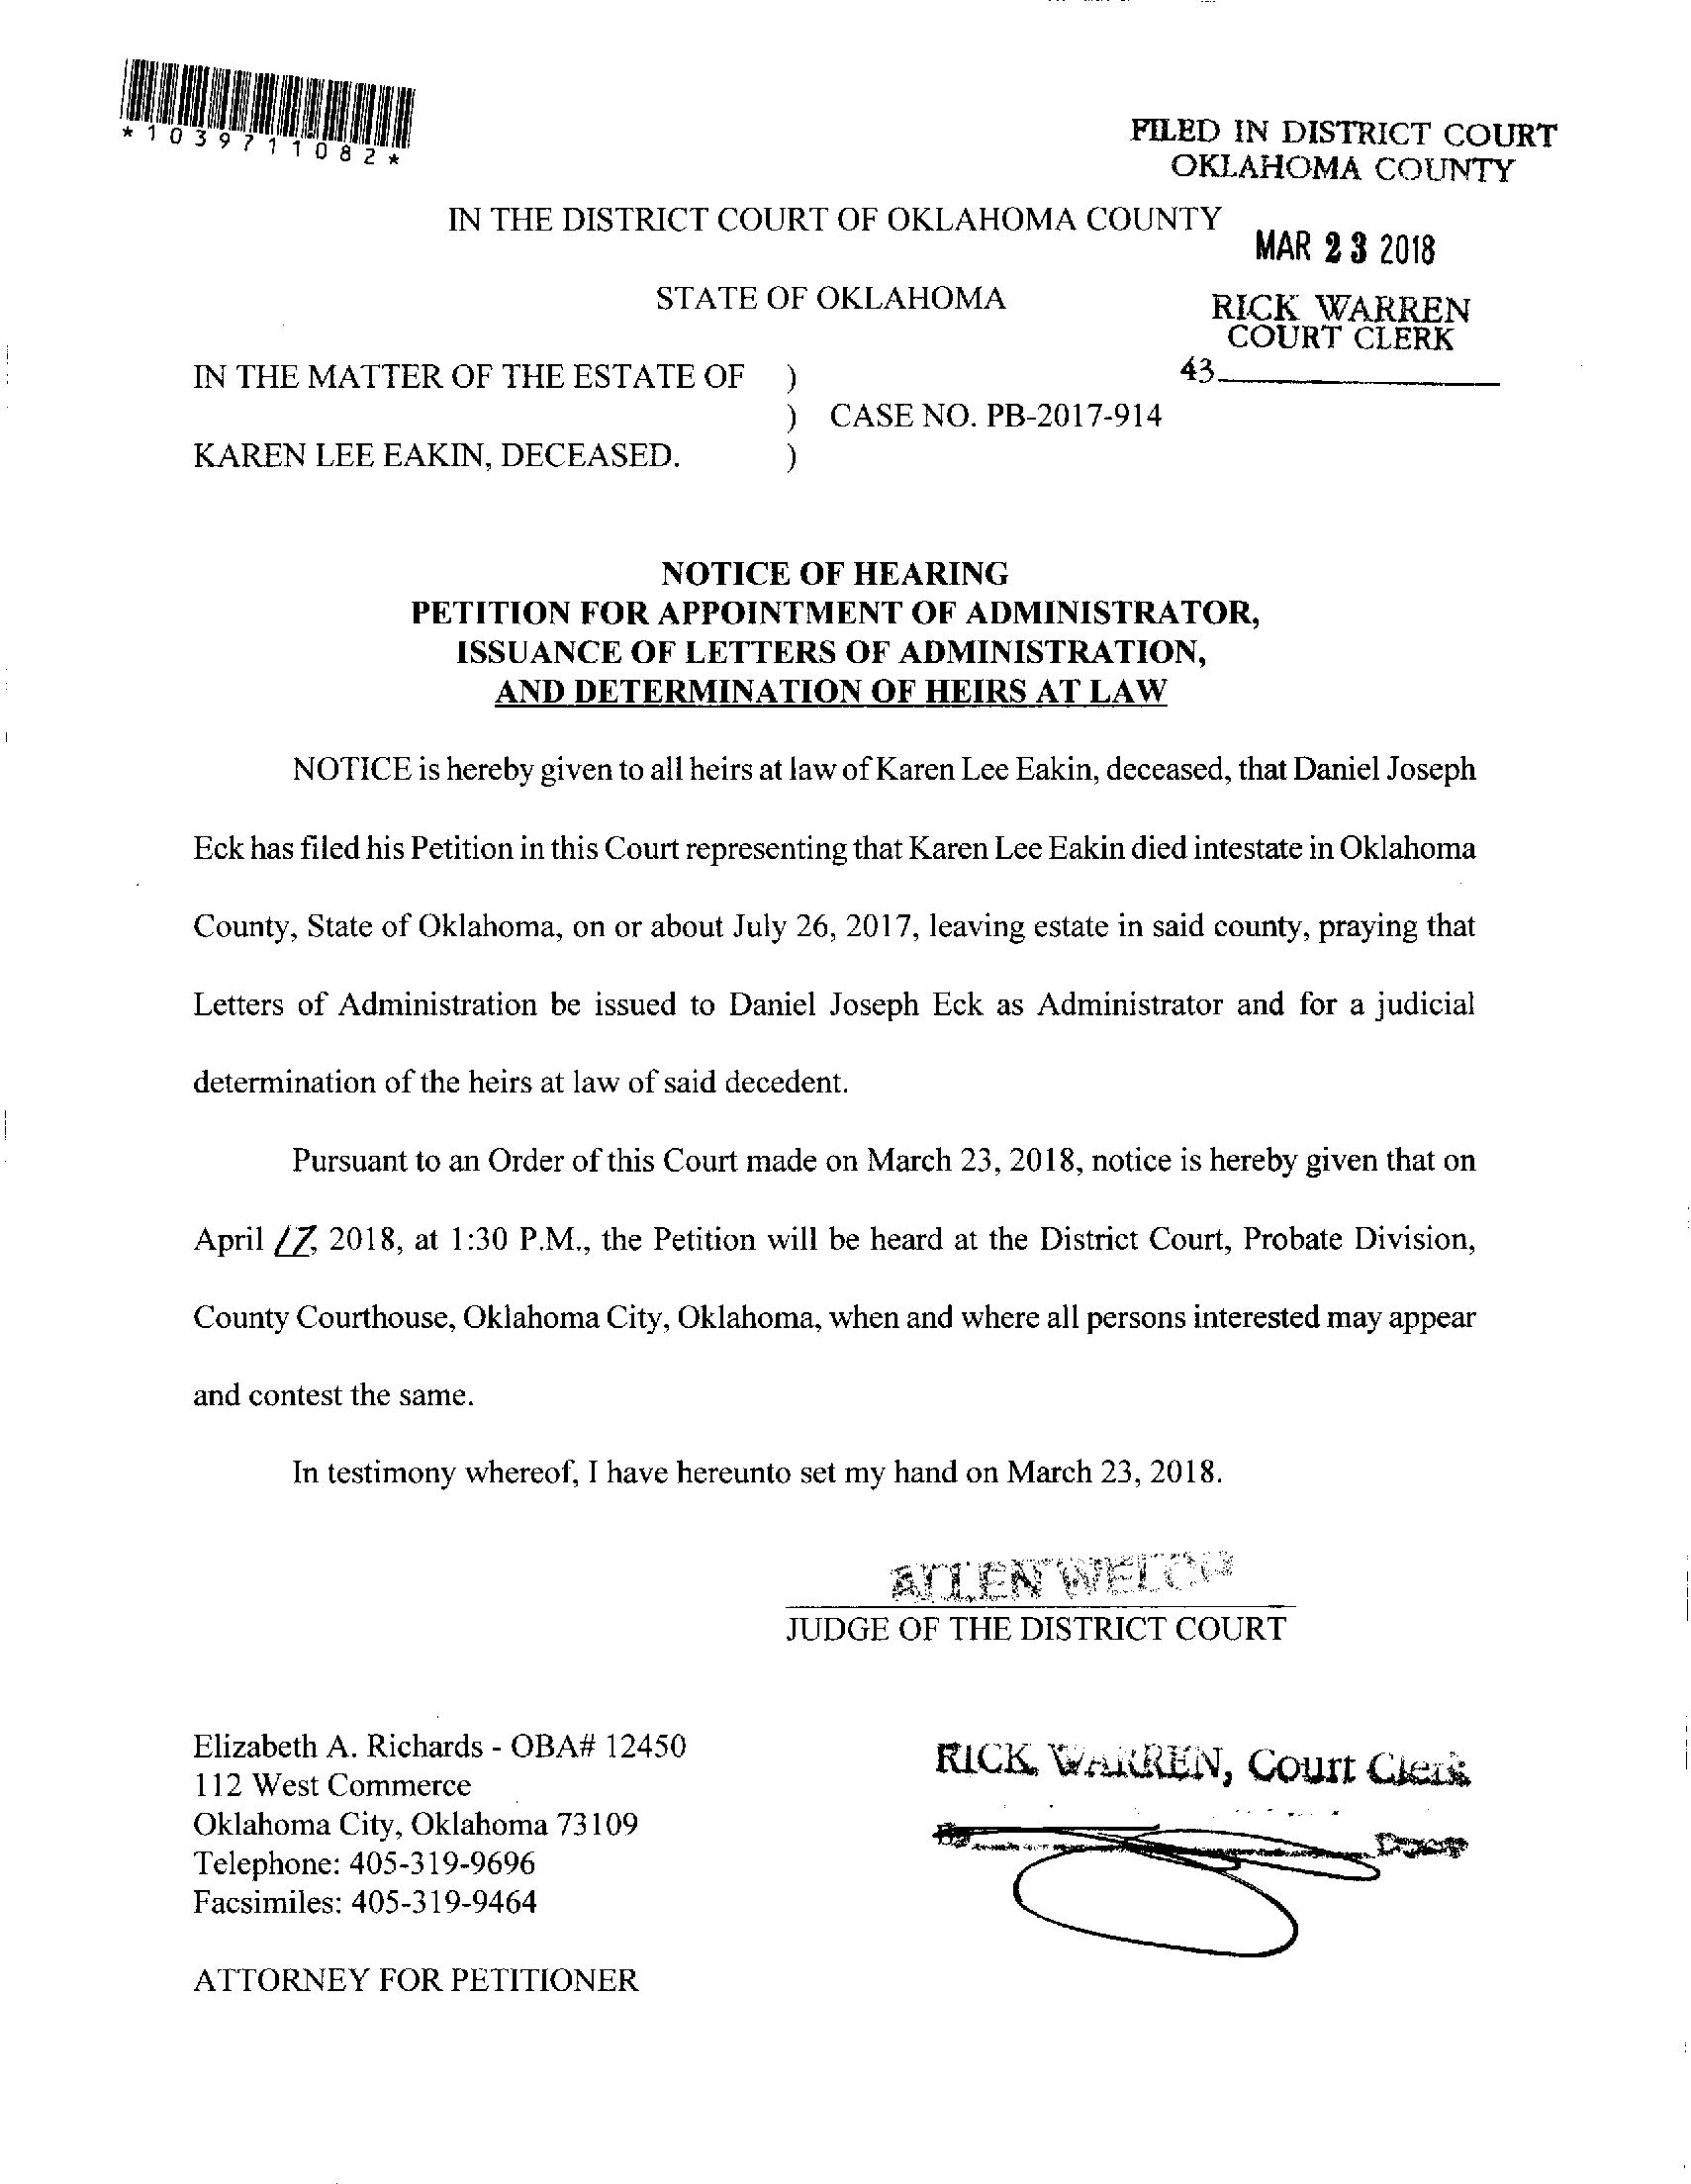 *1039711082*
FILED IN DISTRICT COURT
OKLAHOMA COUNTY
IN THE DISTRICT COURT OF OKLAHOMA COUNTY
MAR 23 2018
STATE OF OKLAHOMA
RICK WARREN
COURT CLERK
43
IN THE MATTER OF THE ESTATE OF )
) CASE NO. PB-2017-914
KAREN LEE EAKIN, DECEASED. )
NOTICE OF HEARING
PETITION FOR APPOINTMENT OF ADMINISTRATOR,
ISSUANCE OF LETTERS OF ADMINISTRATION,
AND DETERMINATION OF HEIRS AT LAW
NOTICE is hereby given to all heirs at law of Karen Lee Eakin, deceased, that Daniel Joseph
Eck has filed his Petition in this Court representing that Karen Lee Eakin died intestate in Oklahoma
County, State of Oklahoma, on or about July 26, 2017, leaving estate in said county, praying that
Letters of Administration be issued to Daniel Joseph Eck as Administrator and for a judicial
determination of the heirs at law of said decedent.
Pursuant to an Order of this Court made on March 23, 2018, notice is hereby given that on
April 17, 2018, at 1:30 P.M., the Petition will be heard at the District Court, Probate Division,
County Courthouse, Oklahoma City, Oklahoma, when and where all persons interested may appear
and contest the same.
In testimony whereof, I have hereunto set my hand on March 23, 2018.
ALLEN WELCH
JUDGE OF THE DISTRICT COURT
Elizabeth A. Richards - OBA# 12450
112 West Commerce
Oklahoma City, Oklahoma 73109
Telephone: 405-319-9696
Facsimiles: 405-319-9464
ATTORNEY FOR PETITIONER
RICK WARREN, Court Clerk
By